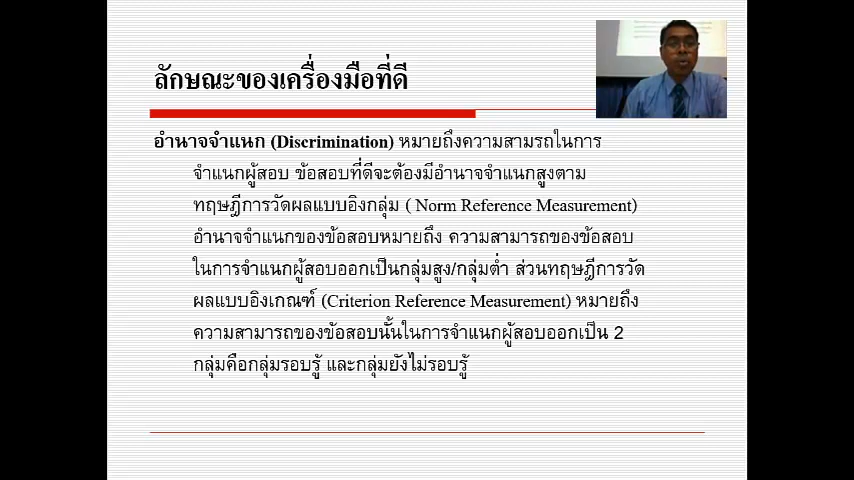 ลักษณะของเครื่องมือที่ดี
อำนาจจำแนก (Discrimination) หมายถึงความสามรถในการ
จำแนกผู้สอบ ข้อสอบที่ดีจะต้องมีอำนาจจำแนกสูงตาม
ทฤษฎีการวัดผลแบบอิงกลุ่ม ( Norm Reference Measurement)
อำนาจจำแนกของข้อสอบหมายถึง ความสามารถของข้อสอบ
ในการจำแนกผู้สอบออกเป็นกลุ่มสูง/กลุ่มต่ำ ส่วนทฤษฎีการวัด
ผลแบบอิงเกณฑ์ (Criterion Reference Measurement) หมายถึง
ความสามารถของข้อสอบนั้นในการจำแนกผู้สอบออกเป็น 2
กลุ่มคือกลุ่มรอบรู้ และกลุ่มยังไม่รอบรู้